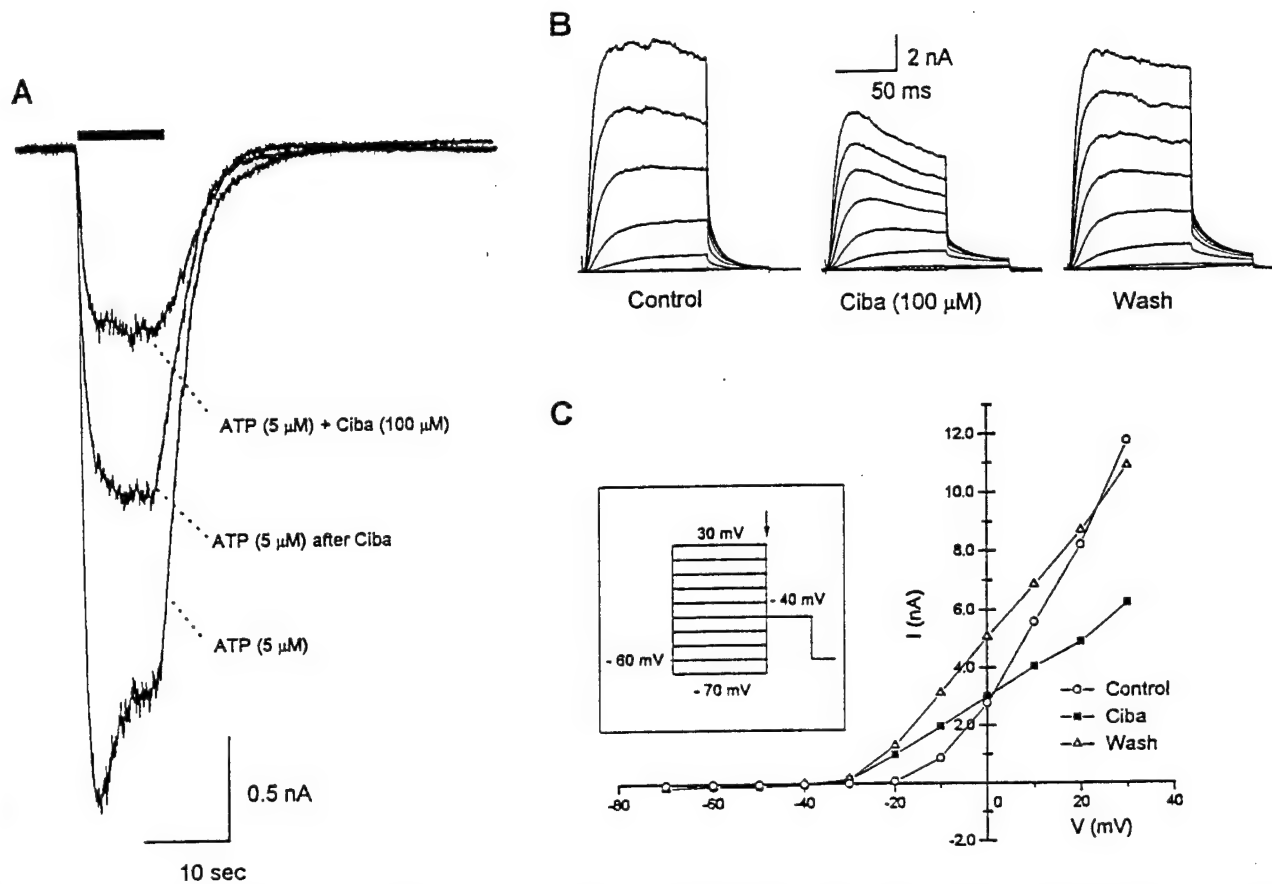 A
ATP (5 μM) + Ciba (100 μM)
ATP (5 μM) after Ciba
ATP (5 μM)
0.5 nA
10 sec
B
2 nA
50 ms
Control
Ciba (100 μM)
Wash
C
30 mV
- 40 mV
- 60 mV
- 70 mV
I (nA)
12.0
10.0
8.0
6.0
4.0
2.0
-2.0
-80
-60
-40
-20
0
20
40
V (mV)
Control
Ciba
Wash